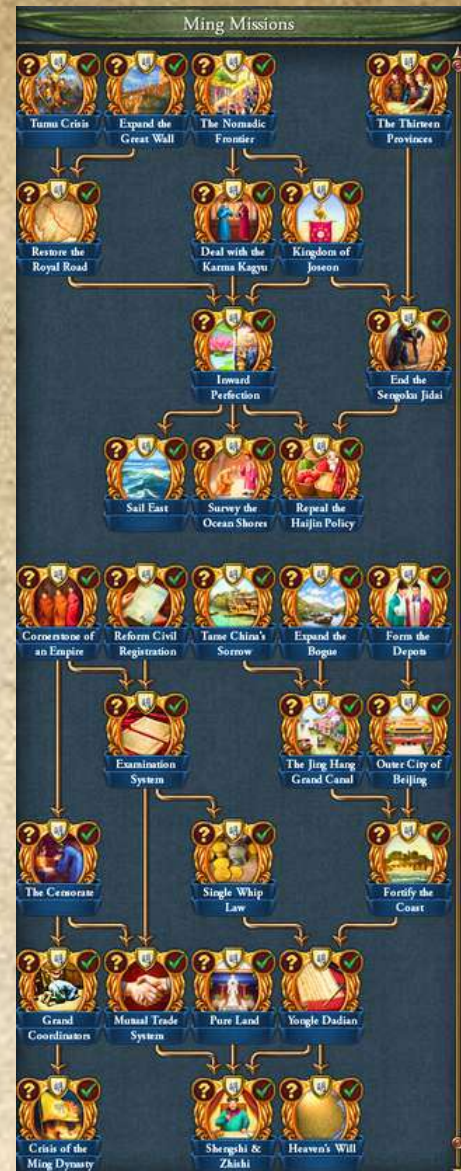 Ming Missions
Tumu Crisis
Expand the
Great Wall
The Nomadic
Frontier
The Thirteen
Provinces
Restore the
Royal Road
Deal with the
Karma Kagyu
Kingdom of
Joseon
Inward
Perfection
End the
Sengoku Jidai
Sail East
Survey the
Ocean Shores
Repeal the
Haijin Policy
Cornerstone of
an Empire
Reform Civil
Registration
Tame China's
Sorrow
Expand the
Bogue
Form the
Depots
Examination
System
The Jing Hang
Grand Canal
Outer City of
Beijing
The Censorate
Single Whip
Law
Fortify the
Coast
Grand
Coordinators
Mutual Trade
System
Pure Land
Yongle Dadian
Crisis of the
Ming Dynasty
Shengshi &
Zhishi
Heaven's Will